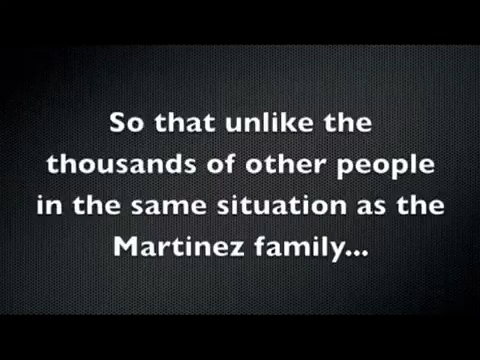 So that unlike the
thousands of other people
in the same situation as the
Martinez family...